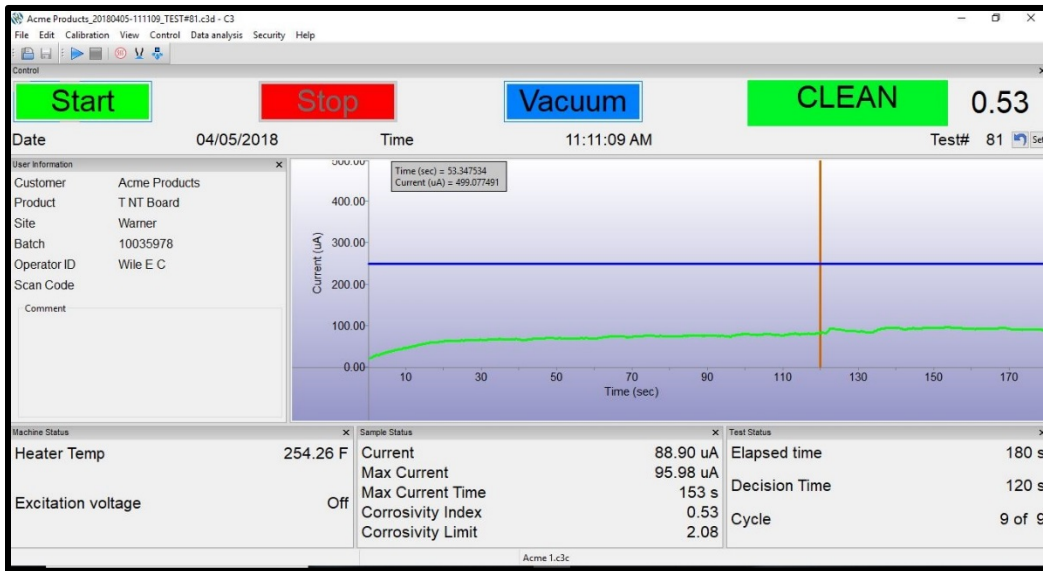 Acme Products_20180405-111109_TEST#81.c3d - C3
File Edit Calibration View Control Data analysis Security Help
Control
Start Stop Vacuum CLEAN 0.53
Date 04/05/2018 Time 11:11:09 AM Test# 81 Set
User Information
Customer Acme Products
Product T NT Board
Site Warner
Batch 10035978
Operator ID Wile E C
Scan Code
Comment
500.00
Time (sec) = 53.347534
Current (uA) = 499.077491
400.00
300.00
200.00
100.00
0.00
Current (uA)
10 30 50 70 90 110 130 150 170
Time (sec)
Machine Status
Heater Temp 254.26 F
Excitation voltage Off
Sample Status
Current 88.90 uA
Max Current 95.98 uA
Max Current Time 153 s
Corrosivity Index 0.53
Corrosivity Limit 2.08
Test Status
Elapsed time 180 s
Decision Time 120 s
Cycle 9 of 9
Acme 1.c3c